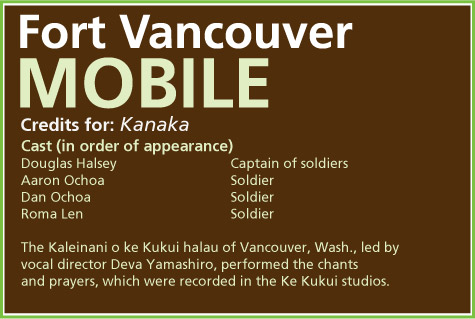 Fort Vancouver
MOBILE
Credits for: Kanaka
Cast (in order of appearance)
Douglas Halsey Captain of soldiers
Aaron Ochoa Soldier
Dan Ochoa Soldier
Roma Len Soldier
The Kaleinani o ke Kukui halau of Vancouver, Wash., led by
vocal director Deva Yamashiro, performed the chants
and prayers, which were recorded in the Ke Kukui studios.